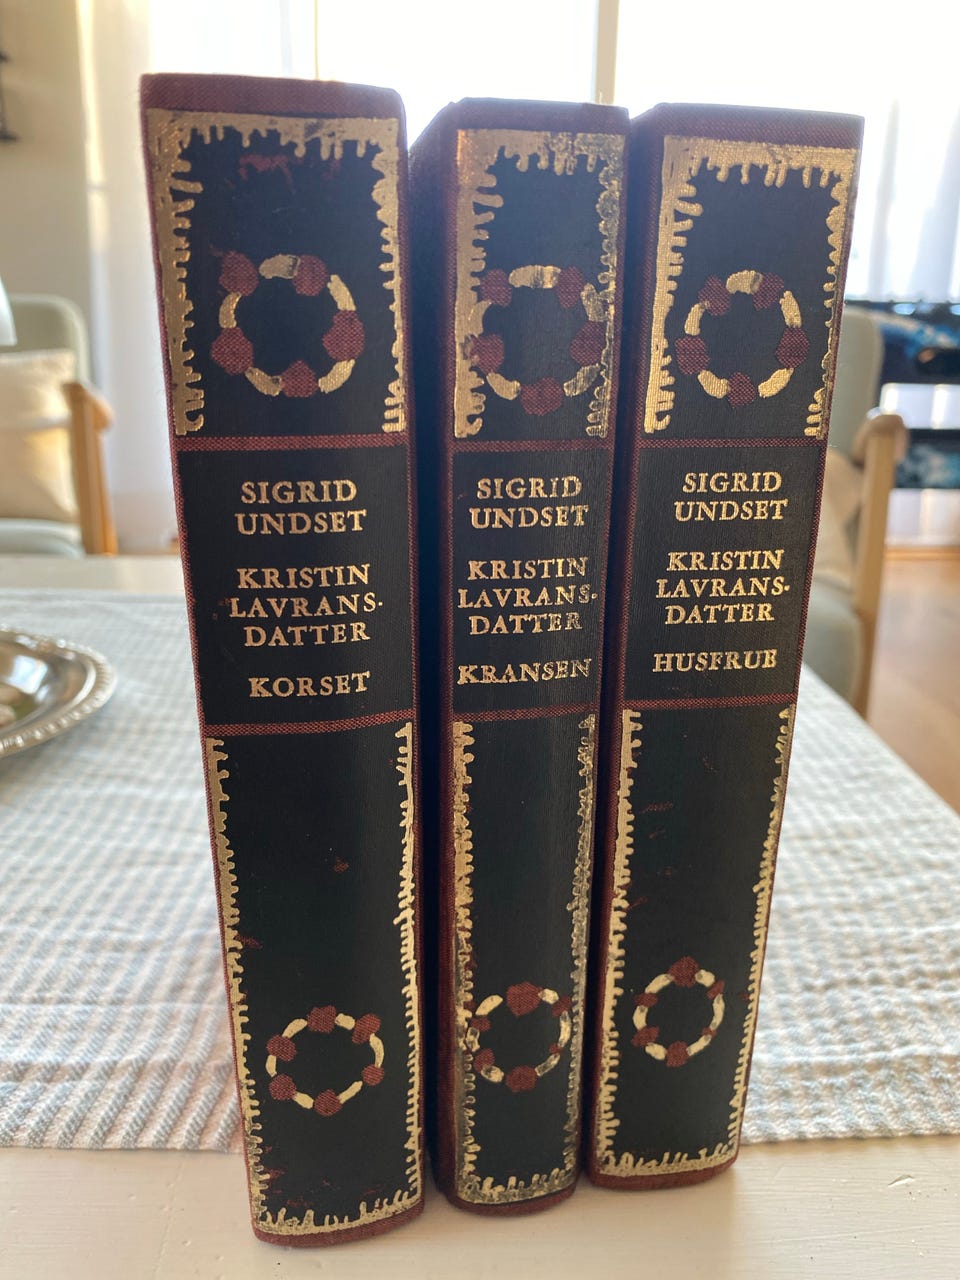 SIGRID
UNDSET
KRISTIN
LAVRANS-
DATTER
KORSET
SIGRID
UNDSET
KRISTIN
LAVRANS-
DATTER
KRANSEN
SIGRID
UNDSET
KRISTIN
LAVRANS-
DATTER
HUSFRUE